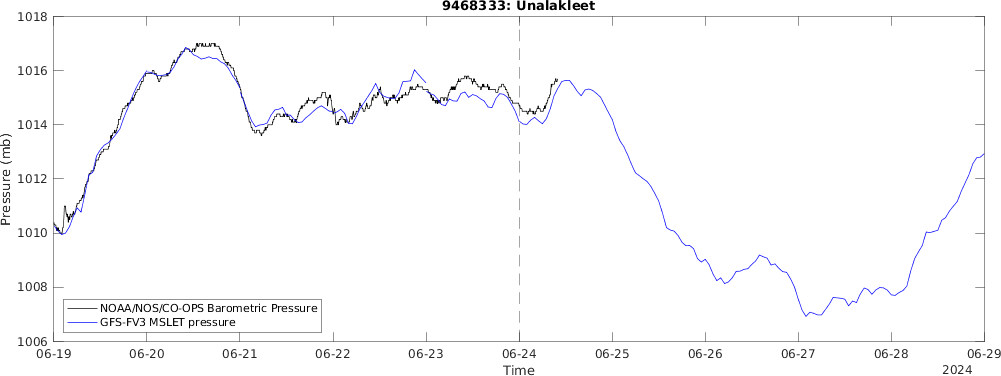 9468333: Unalakleet
Pressure (mb)
1018
1016
1014
1012
1010
1008
1006
NOAA/NOS/CO-OPS Barometric Pressure
GFS-FV3 MSLET pressure
06-19 06-20 06-21 06-22 06-23 06-24 06-25 06-26 06-27 06-28 06-29
Time
2024